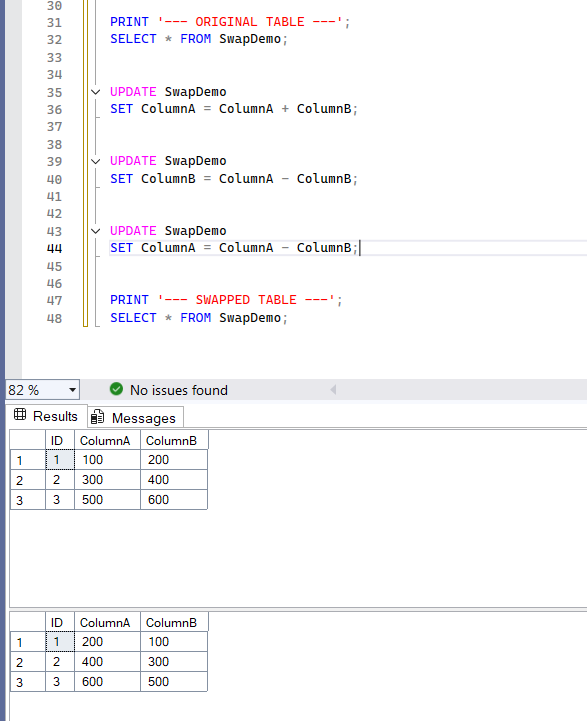 30
31 PRINT '--- ORIGINAL TABLE ---';
32 SELECT * FROM SwapDemo;
33
34
35 UPDATE SwapDemo
36 SET ColumnA = ColumnA + ColumnB;
37
38
39 UPDATE SwapDemo
40 SET ColumnB = ColumnA - ColumnB;
41
42
43 UPDATE SwapDemo
44 SET ColumnA = ColumnA - ColumnB;
45
46
47 PRINT '--- SWAPPED TABLE ---';
48 SELECT * FROM SwapDemo;
82 % No issues found
Results Messages
ID ColumnA ColumnB
1 1 100 200
2 2 300 400
3 3 500 600
ID ColumnA ColumnB
1 1 200 100
2 2 400 300
3 3 600 500